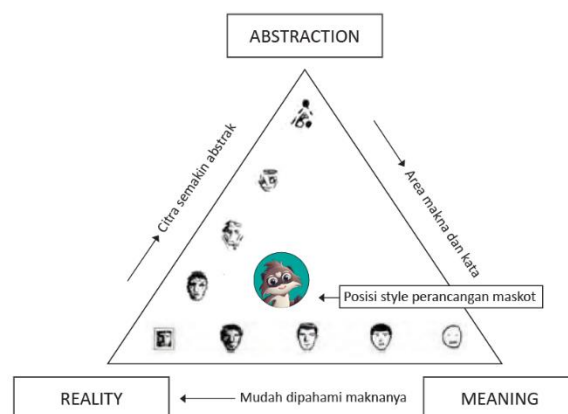 ABSTRACTION
Citra semakin abstrak
Area makna dan kata
Posisi style perancangan maskot
REALITY
Mudah dipahami maknanya
MEANING